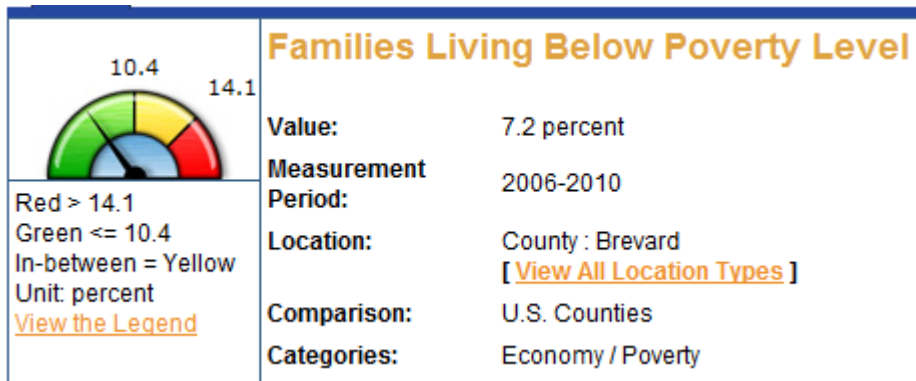 Families Living Below Poverty Level
10.4
14.1
Red > 14.1
Green <= 10.4
In-between = Yellow
Unit: percent
View the Legend
Value: 7.2 percent
Measurement
Period: 2006-2010
Location: County : Brevard
[ View All Location Types ]
Comparison: U.S. Counties
Categories: Economy / Poverty